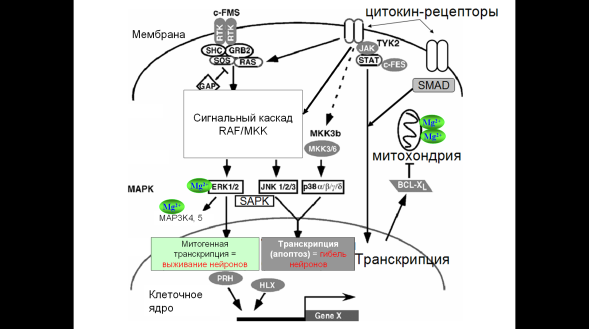 c-FMS
цитокин-рецепторы
RTK
RTK
TYK2
Мембрана
SHC
GRB2
JAK
SOS
RAS
STAT
c-FES
GAP
SMAD
Сигнальный каскад
RAF/MKK
Mg2+
Mg2+
MKK3b
MKK3/6
митохондрия
BCL-XL
MAPK
Mg2+
ERK1/2
JNK 1/2/3
p38α/β/γ/δ
Mg2+
SAPK
MAP3K4, 5
Митогенная
транскрипция =
выживание нейронов
Транскрипция
(апоптоз) = гибель
нейронов
Транскрипция
PRH
HLX
Клеточное
ядро
Gene X